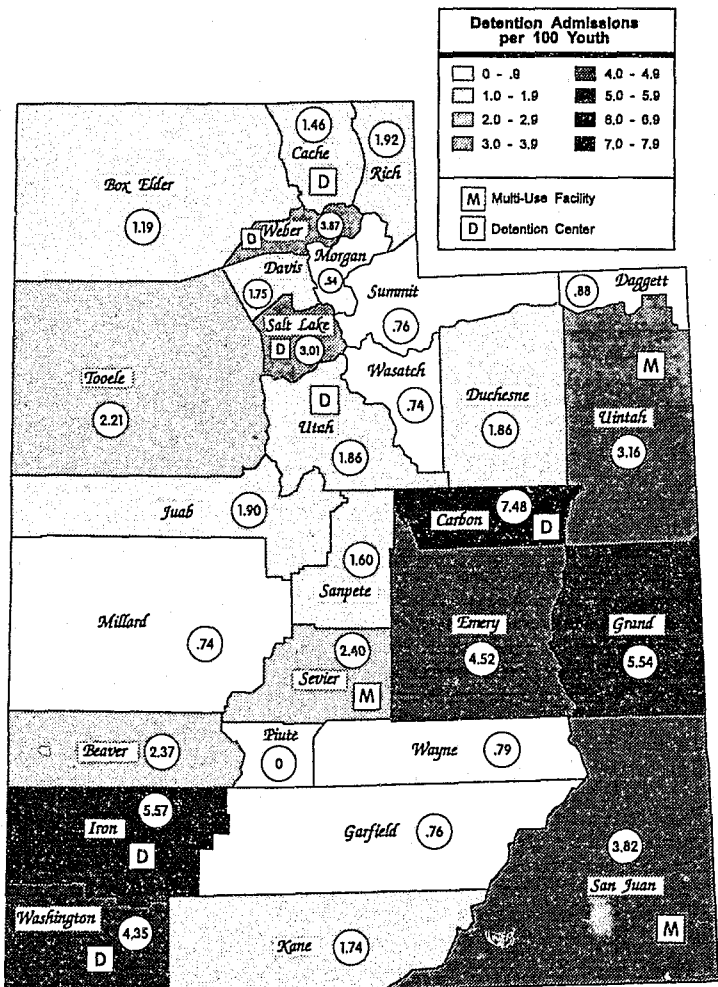 Detention Admissions
per 100 Youth
0 - .9
4.0 - 4.9
1.0 - 1.9
5.0 - 5.9
2.0 - 2.9
6.0 - 6.9
3.0 - 3.9
7.0 - 7.9
M Multi-Use Facility
D Detention Center
1.46
Cache
D
1.92
Rich
Box Elder
1.19
D
Weber
3.87
Morgan
.54
Davis
1.75
Summit
.76
.88
Daggett
Salt Lake
D
3.01
Tooele
2.21
Wasatch
.74
Duchesne
1.86
M
Uintah
3.16
D
Utah
1.86
Juab
1.90
Carbon
7.48
D
1.60
Sanpete
Millard
.74
Emery
4.52
Grand
5.54
2.40
Sevier
M
Beaver
2.37
Piute
0
Wayne
.79
5.57
Iron
D
Garfield
.76
3.82
San Juan
M
Washington
4.35
D
Kane
1.74